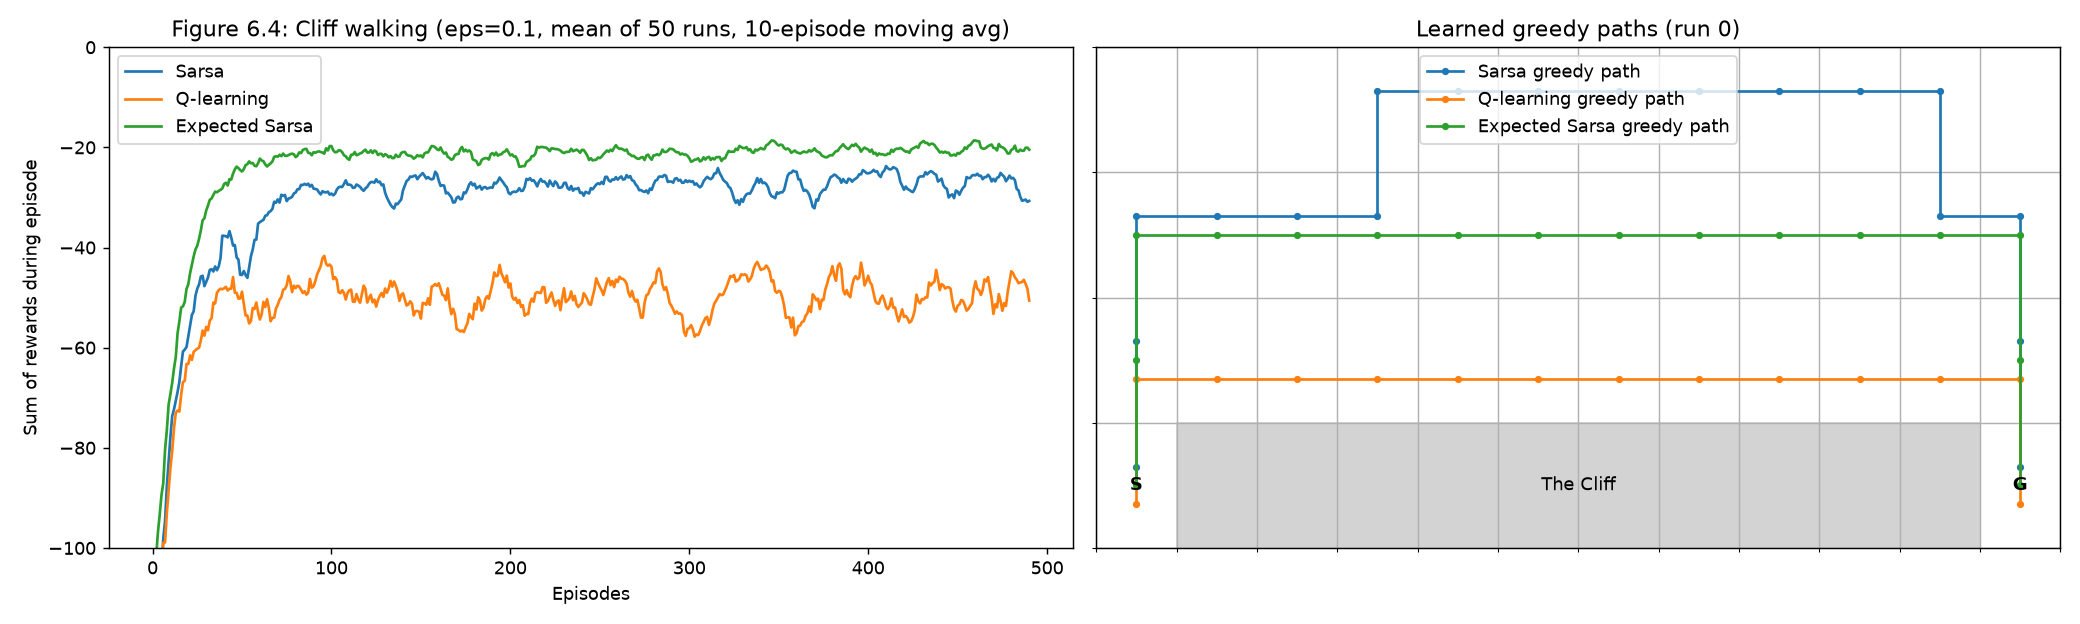 Figure 6.4: Cliff walking (eps=0.1, mean of 50 runs, 10-episode moving avg)
Sarsa
Q-learning
Expected Sarsa
0
−20
−40
−60
−80
−100
Sum of rewards during episode
0
100
200
300
400
500
Episodes
Learned greedy paths (run 0)
Sarsa greedy path
Q-learning greedy path
Expected Sarsa greedy path
S
The Cliff
G